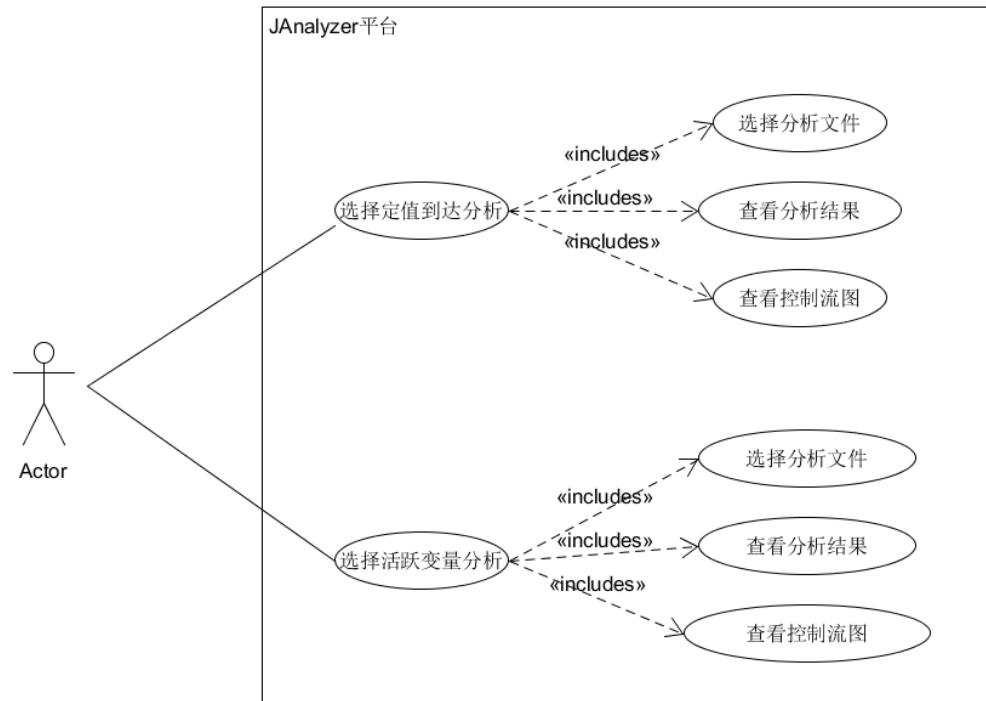 JAnalyzer平台
选择分析文件
«includes»
«includes»
选择定值到达分析
查看分析结果
«includes»
查看控制流图
Actor
选择分析文件
«includes»
«includes»
查看分析结果
选择活跃变量分析
«includes»
查看控制流图